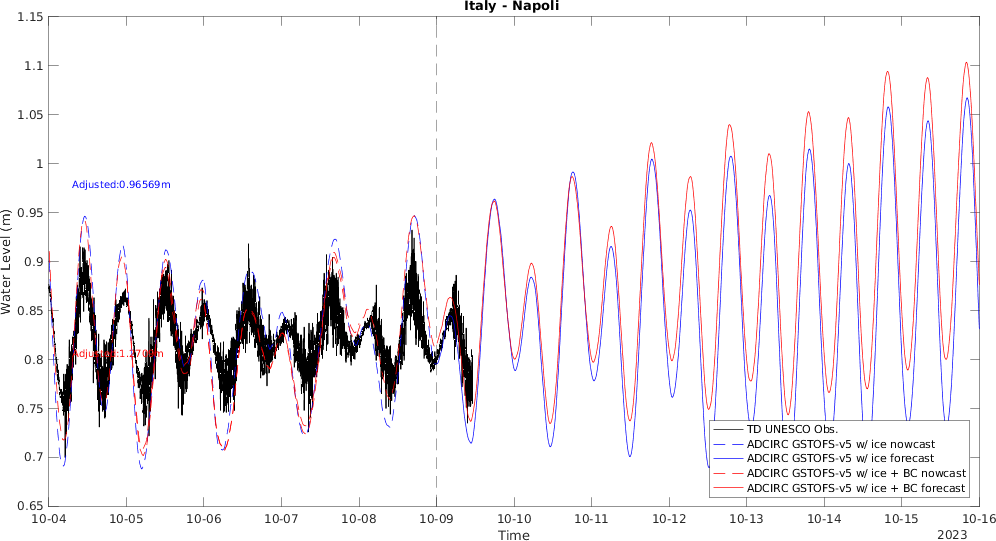 Italy - Napoli
Water Level (m)
1.15
1.1
1.05
1
0.95
0.9
0.85
0.8
0.75
0.7
0.65
Adjusted:0.96569m
TD UNESCO Obs.
ADCIRC GSTOFS-v5 w/ ice nowcast
ADCIRC GSTOFS-v5 w/ ice forecast
ADCIRC GSTOFS-v5 w/ ice + BC nowcast
ADCIRC GSTOFS-v5 w/ ice + BC forecast
10-04 10-05 10-06 10-07 10-08 10-09 10-10 10-11 10-12 10-13 10-14 10-15 10-16
Time
2023